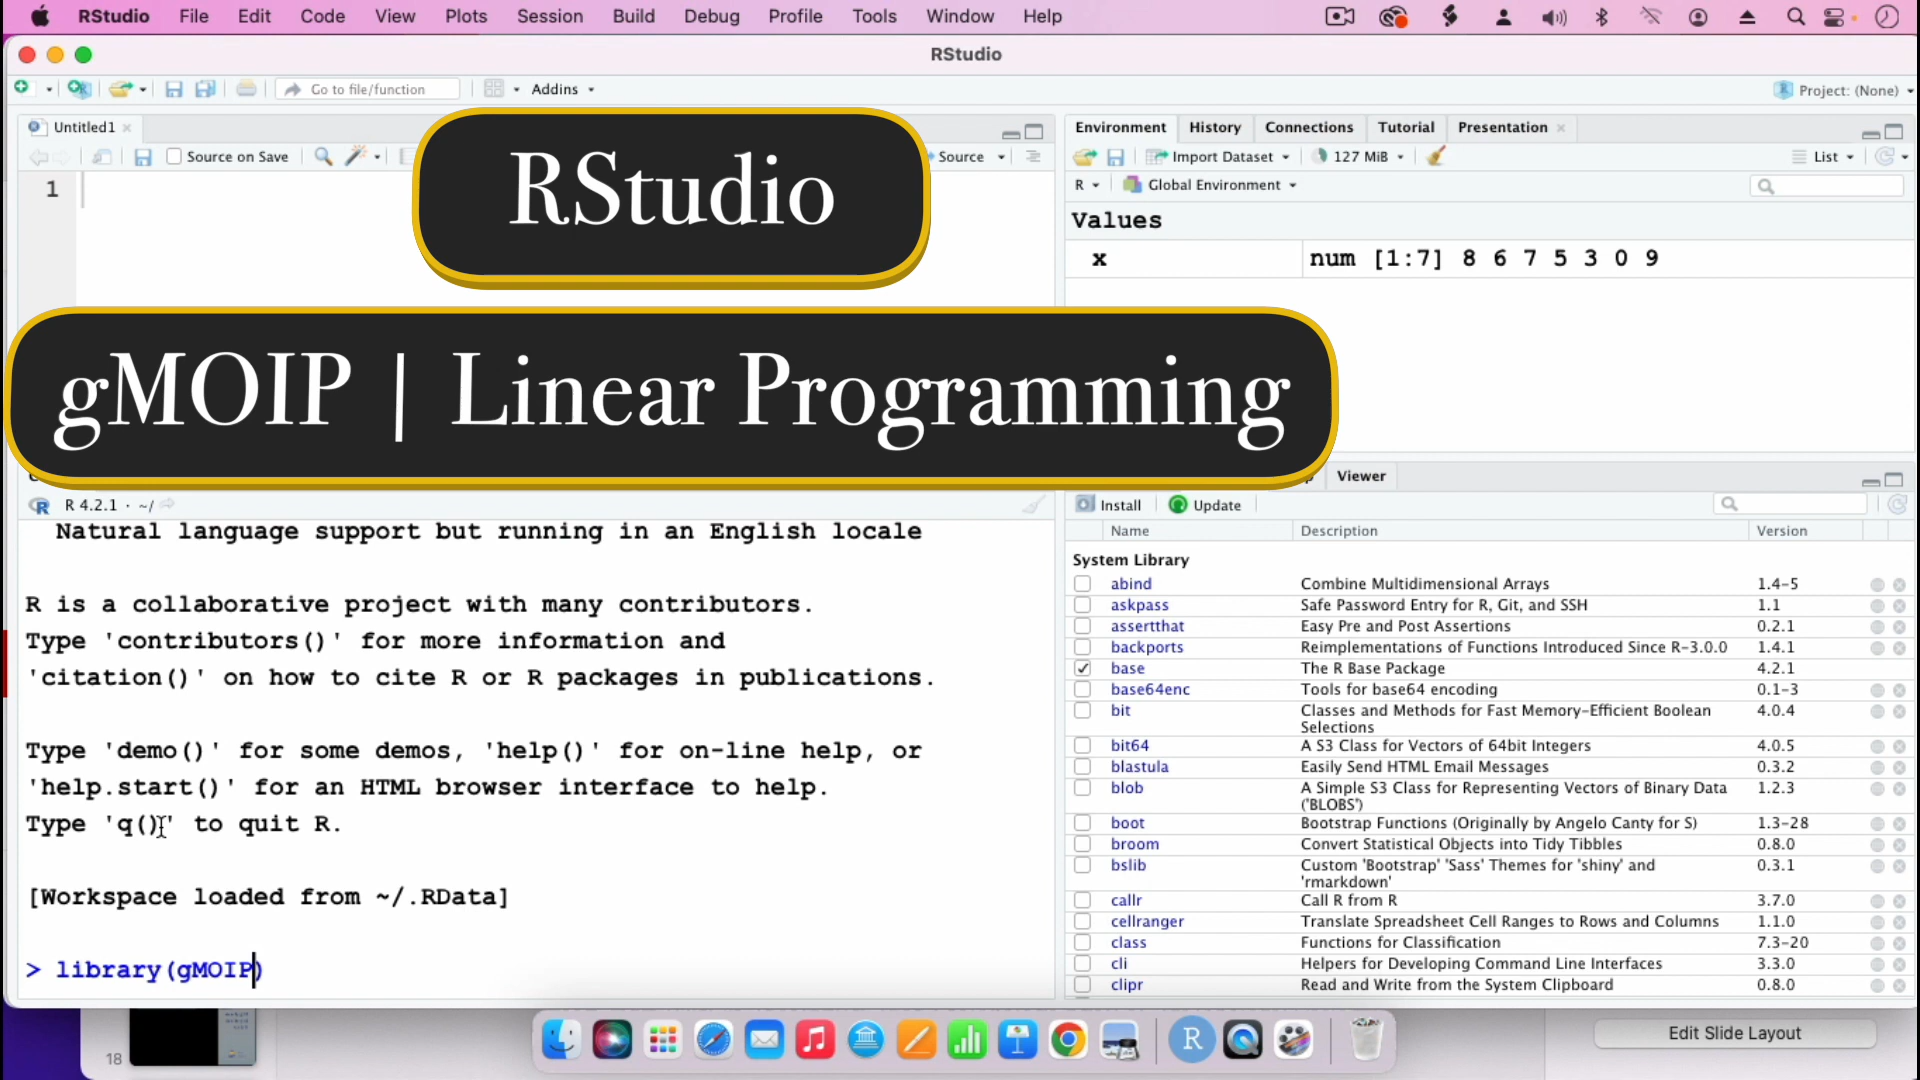 RStudio File Edit Code View Plots Session Build Debug Profile Tools Window Help
RStudio
Go to file/function Addins Project: (None)
Untitled1
Source on Save Source
1
RStudio
gMOIP | Linear Programming
Environment History Connections Tutorial Presentation
Import Dataset 127 MiB List
R Global Environment
Values
x num [1:7] 8 6 7 5 3 0 9
R 4.2.1 · ~/
Natural language support but running in an English locale
R is a collaborative project with many contributors.
Type 'contributors()' for more information and
'citation()' on how to cite R or R packages in publications.
Type 'demo()' for some demos, 'help()' for on-line help, or
'help.start()' for an HTML browser interface to help.
Type 'q()' to quit R.
[Workspace loaded from ~/.RData]
> library(gMOIP)
Viewer
Install Update
Name Description Version
System Library
abind Combine Multidimensional Arrays 1.4-5
askpass Safe Password Entry for R, Git, and SSH 1.1
assertthat Easy Pre and Post Assertions 0.2.1
backports Reimplementations of Functions Introduced Since R-3.0.0 1.4.1
base The R Base Package 4.2.1
base64enc Tools for base64 encoding 0.1-3
bit Classes and Methods for Fast Memory-Efficient Boolean 4.0.4
Selections
bit64 A S3 Class for Vectors of 64bit Integers 4.0.5
blastula Easily Send HTML Email Messages 0.3.2
blob A Simple S3 Class for Representing Vectors of Binary Data 1.2.3
('BLOBS')
boot Bootstrap Functions (Originally by Angelo Canty for S) 1.3-28
broom Convert Statistical Objects into Tidy Tibbles 0.8.0
bslib Custom 'Bootstrap' 'Sass' Themes for 'shiny' and 0.3.1
'rmarkdown'
callr Call R from R 3.7.0
cellranger Translate Spreadsheet Cell Ranges to Rows and Columns 1.1.0
class Functions for Classification 7.3-20
cli Helpers for Developing Command Line Interfaces 3.3.0
clipr Read and Write from the System Clipboard 0.8.0
18
R
Edit Slide Layout